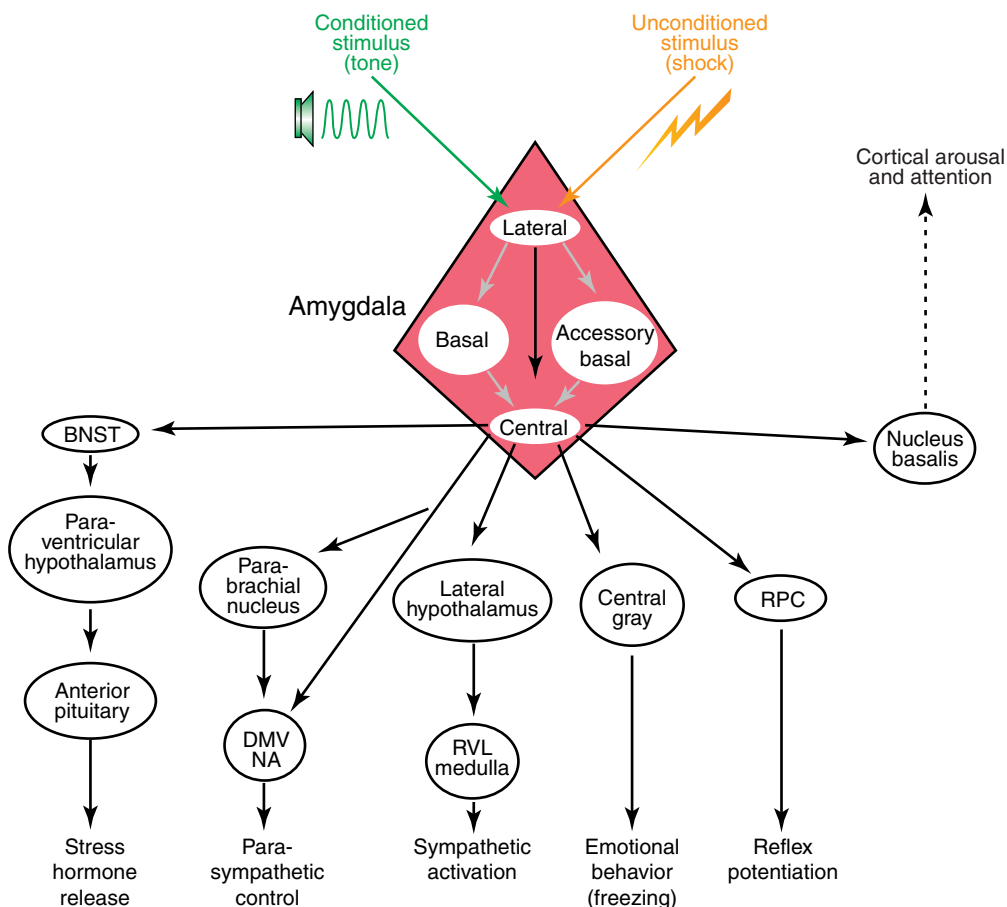 Conditioned
stimulus
(tone)
Unconditioned
stimulus
(shock)
Cortical arousal
and attention
Lateral
Amygdala
Basal
Accessory
basal
Central
BNST
Nucleus
basalis
Para-
ventricular
hypothalamus
Para-
brachial
nucleus
Lateral
hypothalamus
Central
gray
RPC
Anterior
pituitary
DMV
NA
RVL
medulla
Stress
hormone
release
Para-
sympathetic
control
Sympathetic
activation
Emotional
behavior
(freezing)
Reflex
potentiation